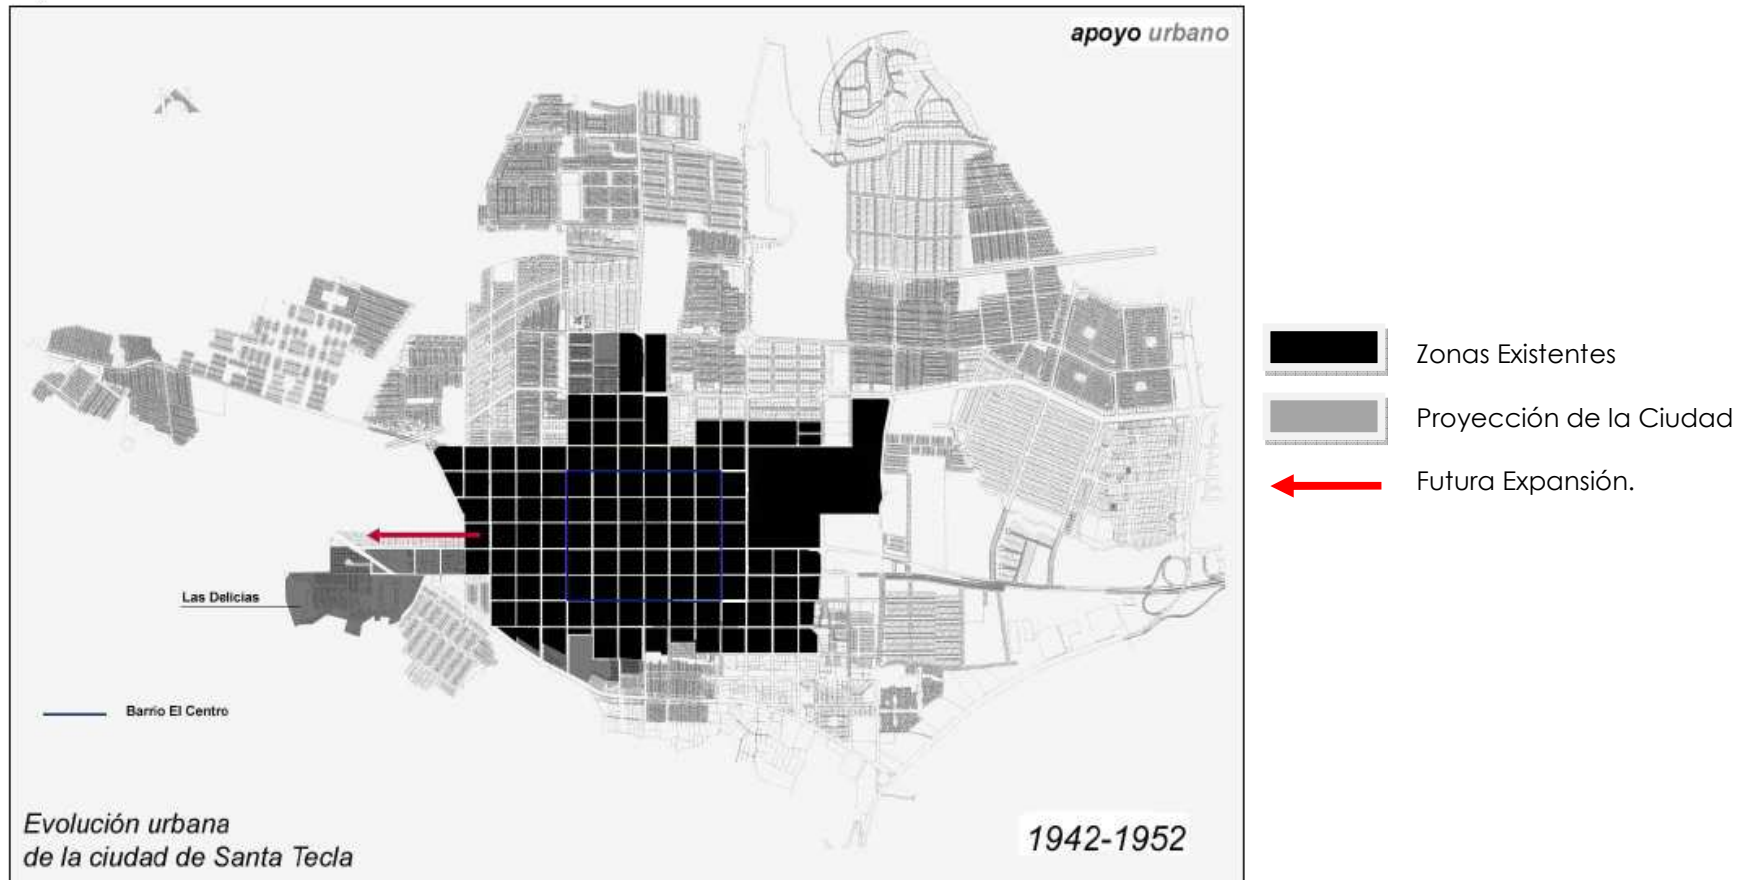 apoyo urbano
Zonas Existentes
Proyección de la Ciudad
Futura Expansión.
Las Delicias
Barrio El Centro
Evolución urbana
de la ciudad de Santa Tecla
1942-1952